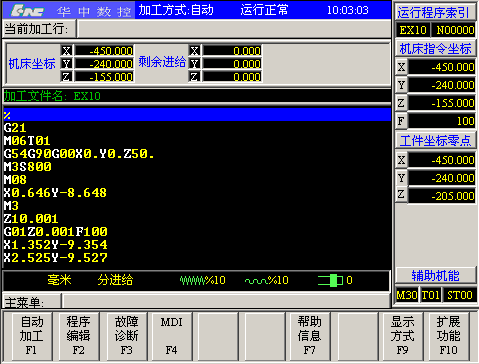 华中数控 加工方式:自动 运行正常 10:03:03 运行程序索引
当前加工行: EX10 N00000
机床坐标 X -450.000 剩余进给 X 0.000 机床指令坐标
Y -240.000 Y 0.000 X -450.000
Z -155.000 Z 0.000 Y -240.000
加工文件名: EX10 Z -155.000
% F 100
G21
M06T01 工件坐标零点
G54G90G00X0.Y0.Z50. X -450.000
M3S800 Y -240.000
M08 Z -205.000
X0.646Y-8.648
M3
Z10.001
G01Z0.001F100
X1.352Y-9.354
X2.525Y-9.527
毫米 分进给 %10 %10 0 辅助机能
主菜单: M30 T01 ST00
自动 程序 故障 MDI 帮助 显示 扩展
加工 编辑 诊断 信息 方式 功能
F1 F2 F3 F4 F7 F9 F10